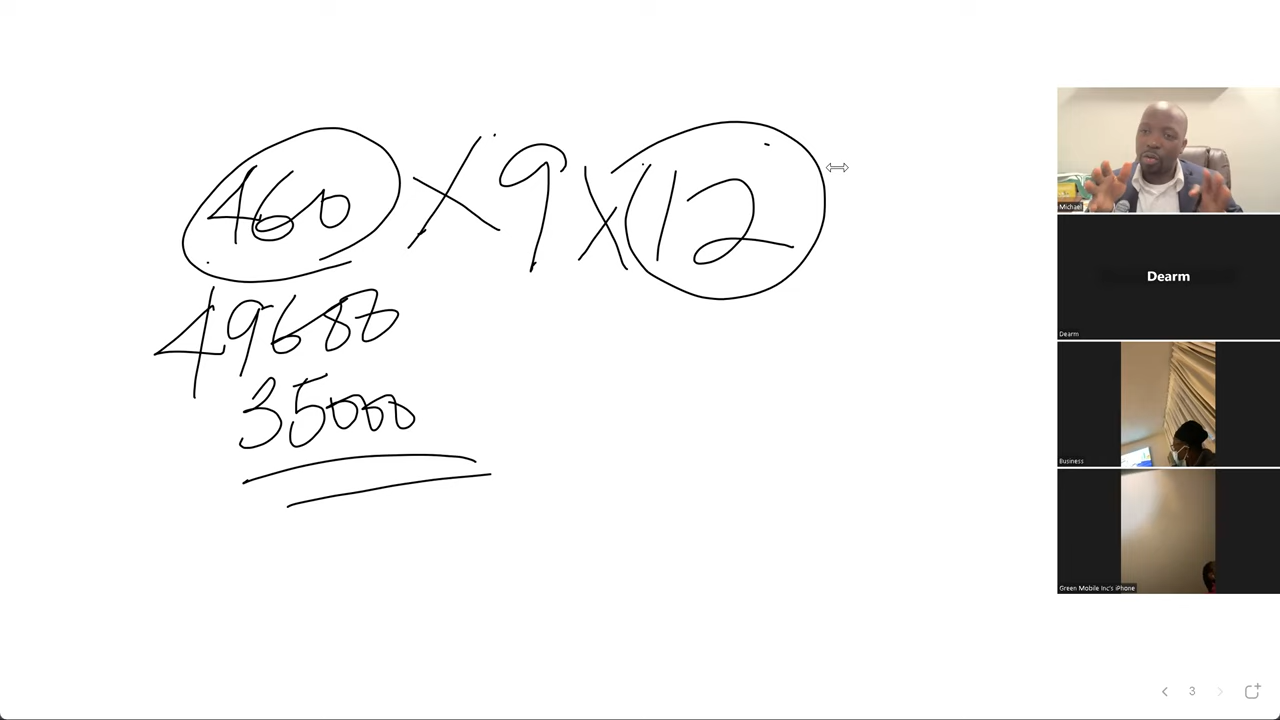 460 X 9 X 12
49680
35000
Michael
Dearm
Dearm
Business
Green Mobile Inc's iPhone
3